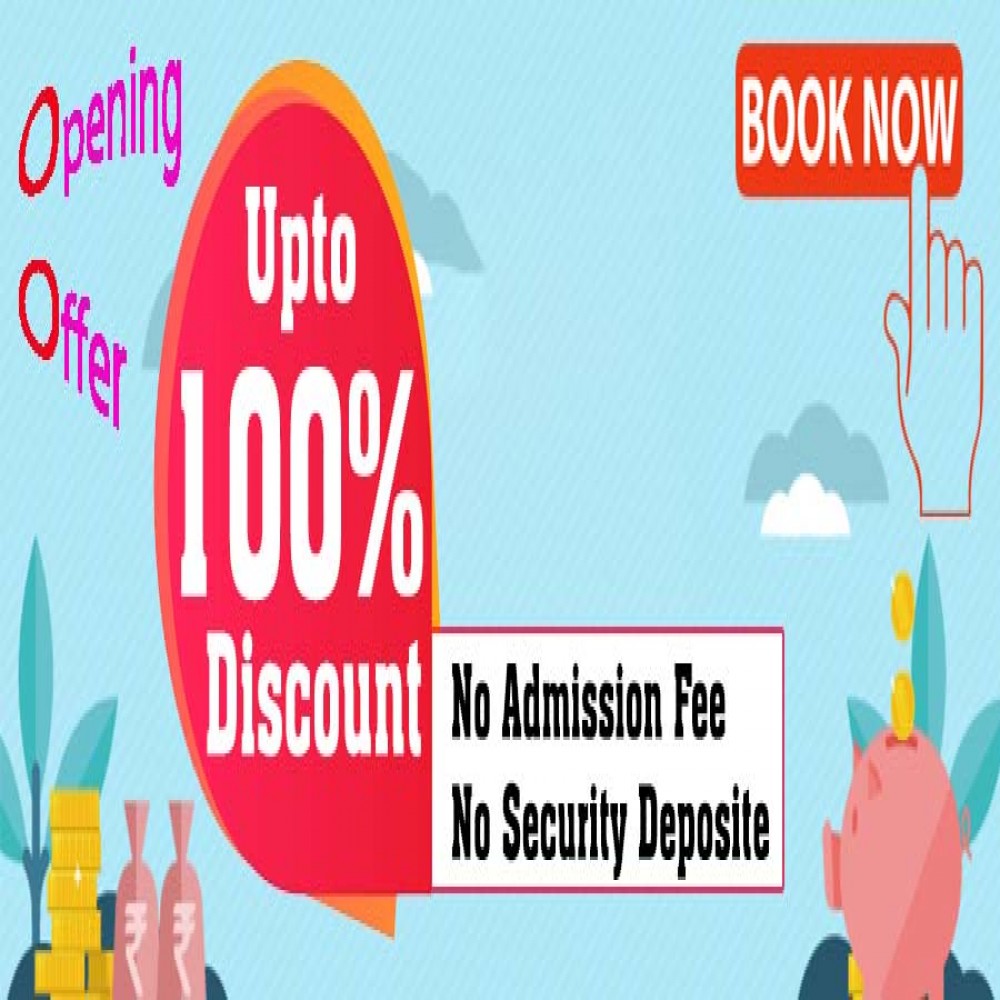 Opening
Offer
BOOK NOW
Upto
100%
Discount
No Admission Fee
No Security Deposite
₹ ₹